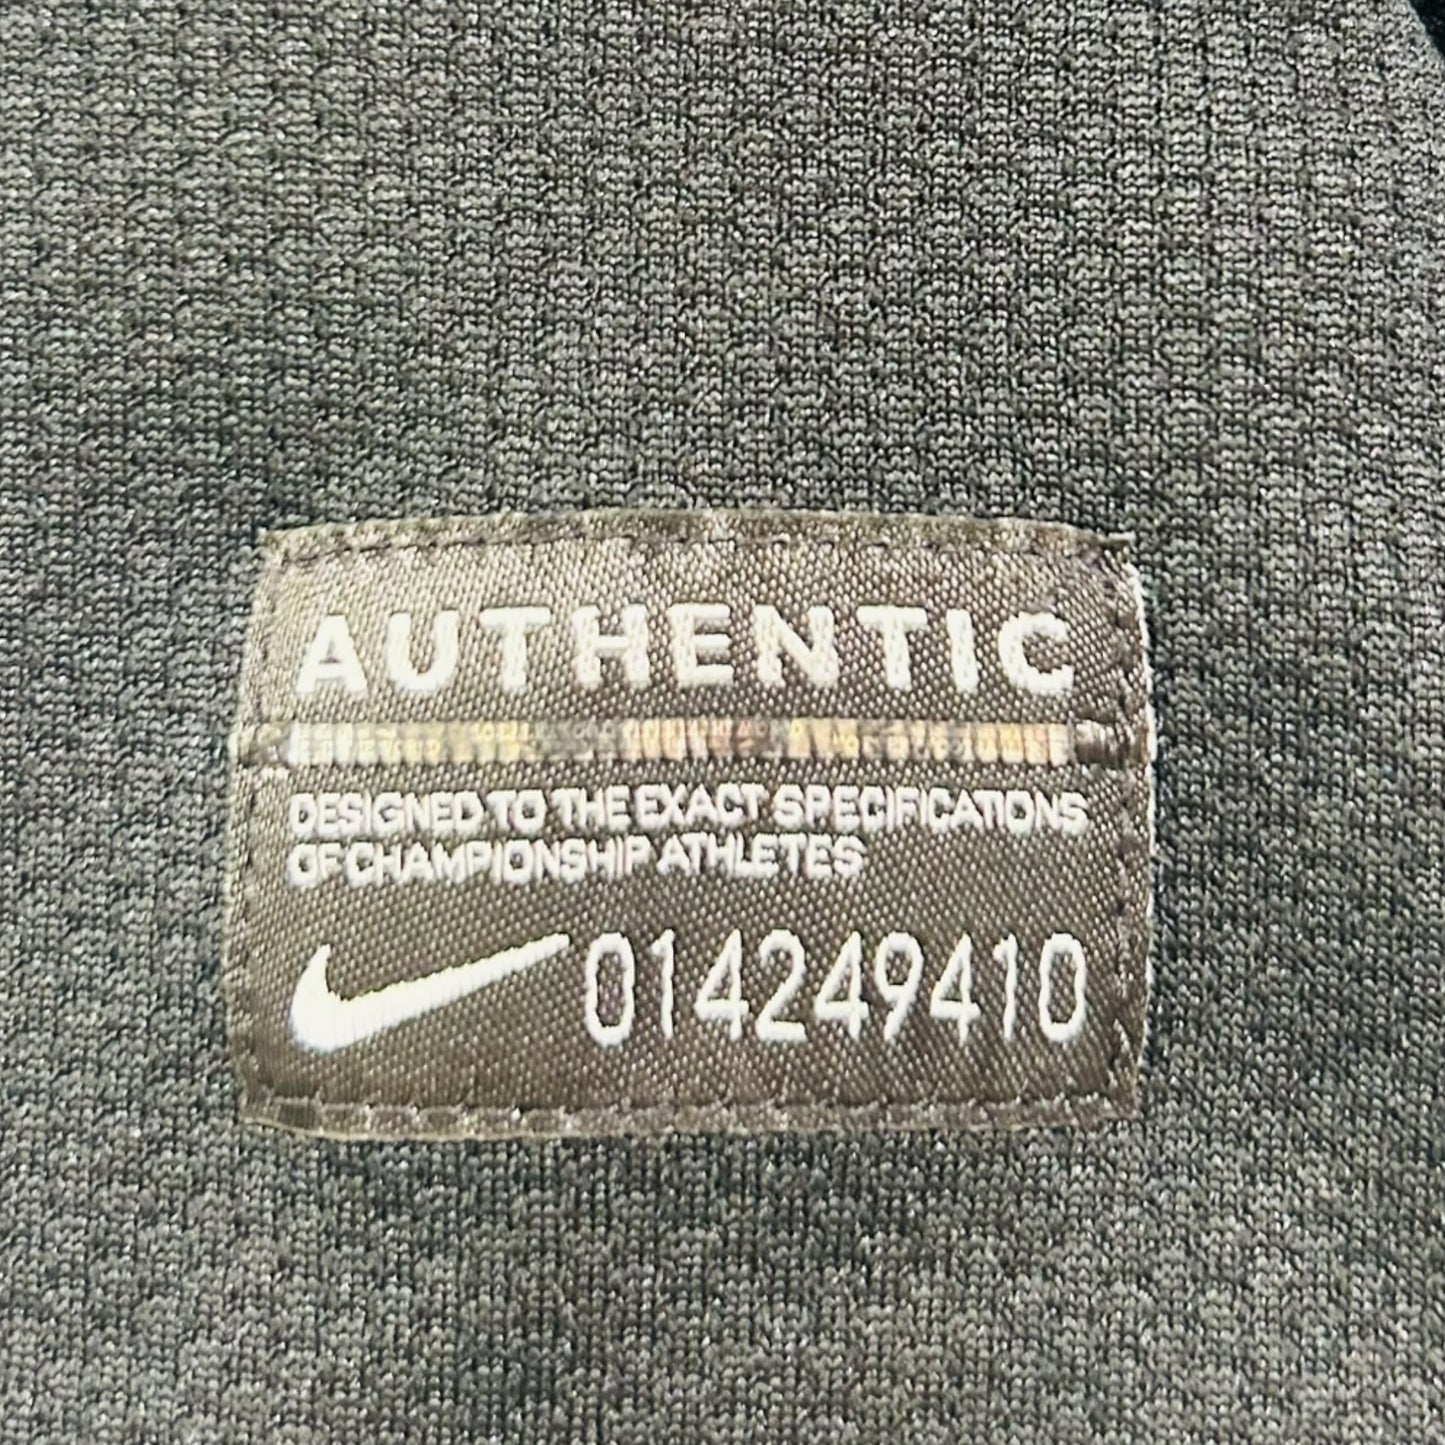 AUTHENTIC
DESIGNED TO THE EXACT SPECIFICATIONS
OF CHAMPIONSHIP ATHLETES
014249410